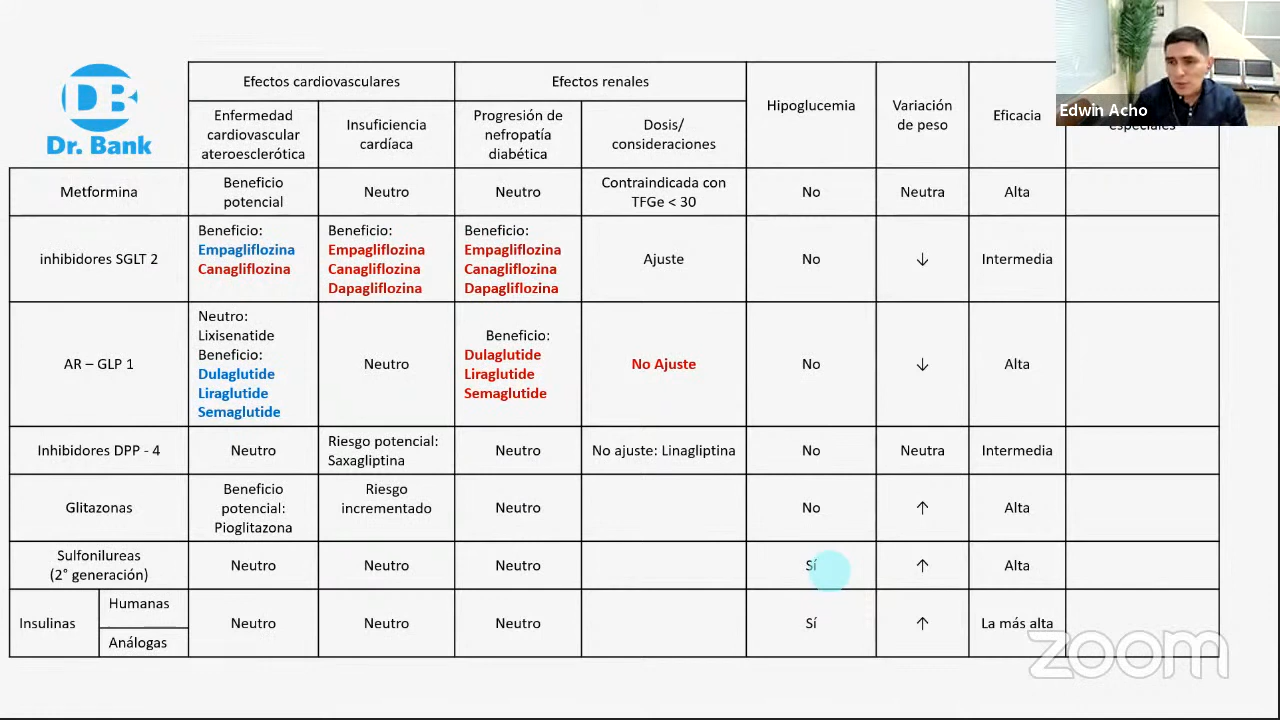 DB
Dr. Bank
Efectos cardiovasculares
Efectos renales
Hipoglucemia
Variación
de peso
Eficacia
especiales
Edwin Acho
Enfermedad
cardiovascular
ateroesclerótica
Insuficiencia
cardíaca
Progresión de
nefropatía
diabética
Dosis/
consideraciones
Metformina
Beneficio
potencial
Neutro
Neutro
Contraindicada con
TFGe < 30
No
Neutra
Alta
inhibidores SGLT 2
Beneficio:
Empagliflozina
Canagliflozina
Beneficio:
Empagliflozina
Canagliflozina
Dapagliflozina
Beneficio:
Empagliflozina
Canagliflozina
Dapagliflozina
Ajuste
No
↓
Intermedia
AR – GLP 1
Neutro:
Lixisenatide
Beneficio:
Dulaglutide
Liraglutide
Semaglutide
Neutro
Beneficio:
Dulaglutide
Liraglutide
Semaglutide
No Ajuste
No
↓
Alta
Inhibidores DPP - 4
Neutro
Riesgo potencial:
Saxagliptina
Neutro
No ajuste: Linagliptina
No
Neutra
Intermedia
Glitazonas
Beneficio
potencial:
Pioglitazona
Riesgo
incrementado
Neutro
No
↑
Alta
Sulfonilureas
(2° generación)
Neutro
Neutro
Neutro
Sí
↑
Alta
Insulinas
Humanas
Análogas
Neutro
Neutro
Neutro
Sí
↑
La más alta
zoom